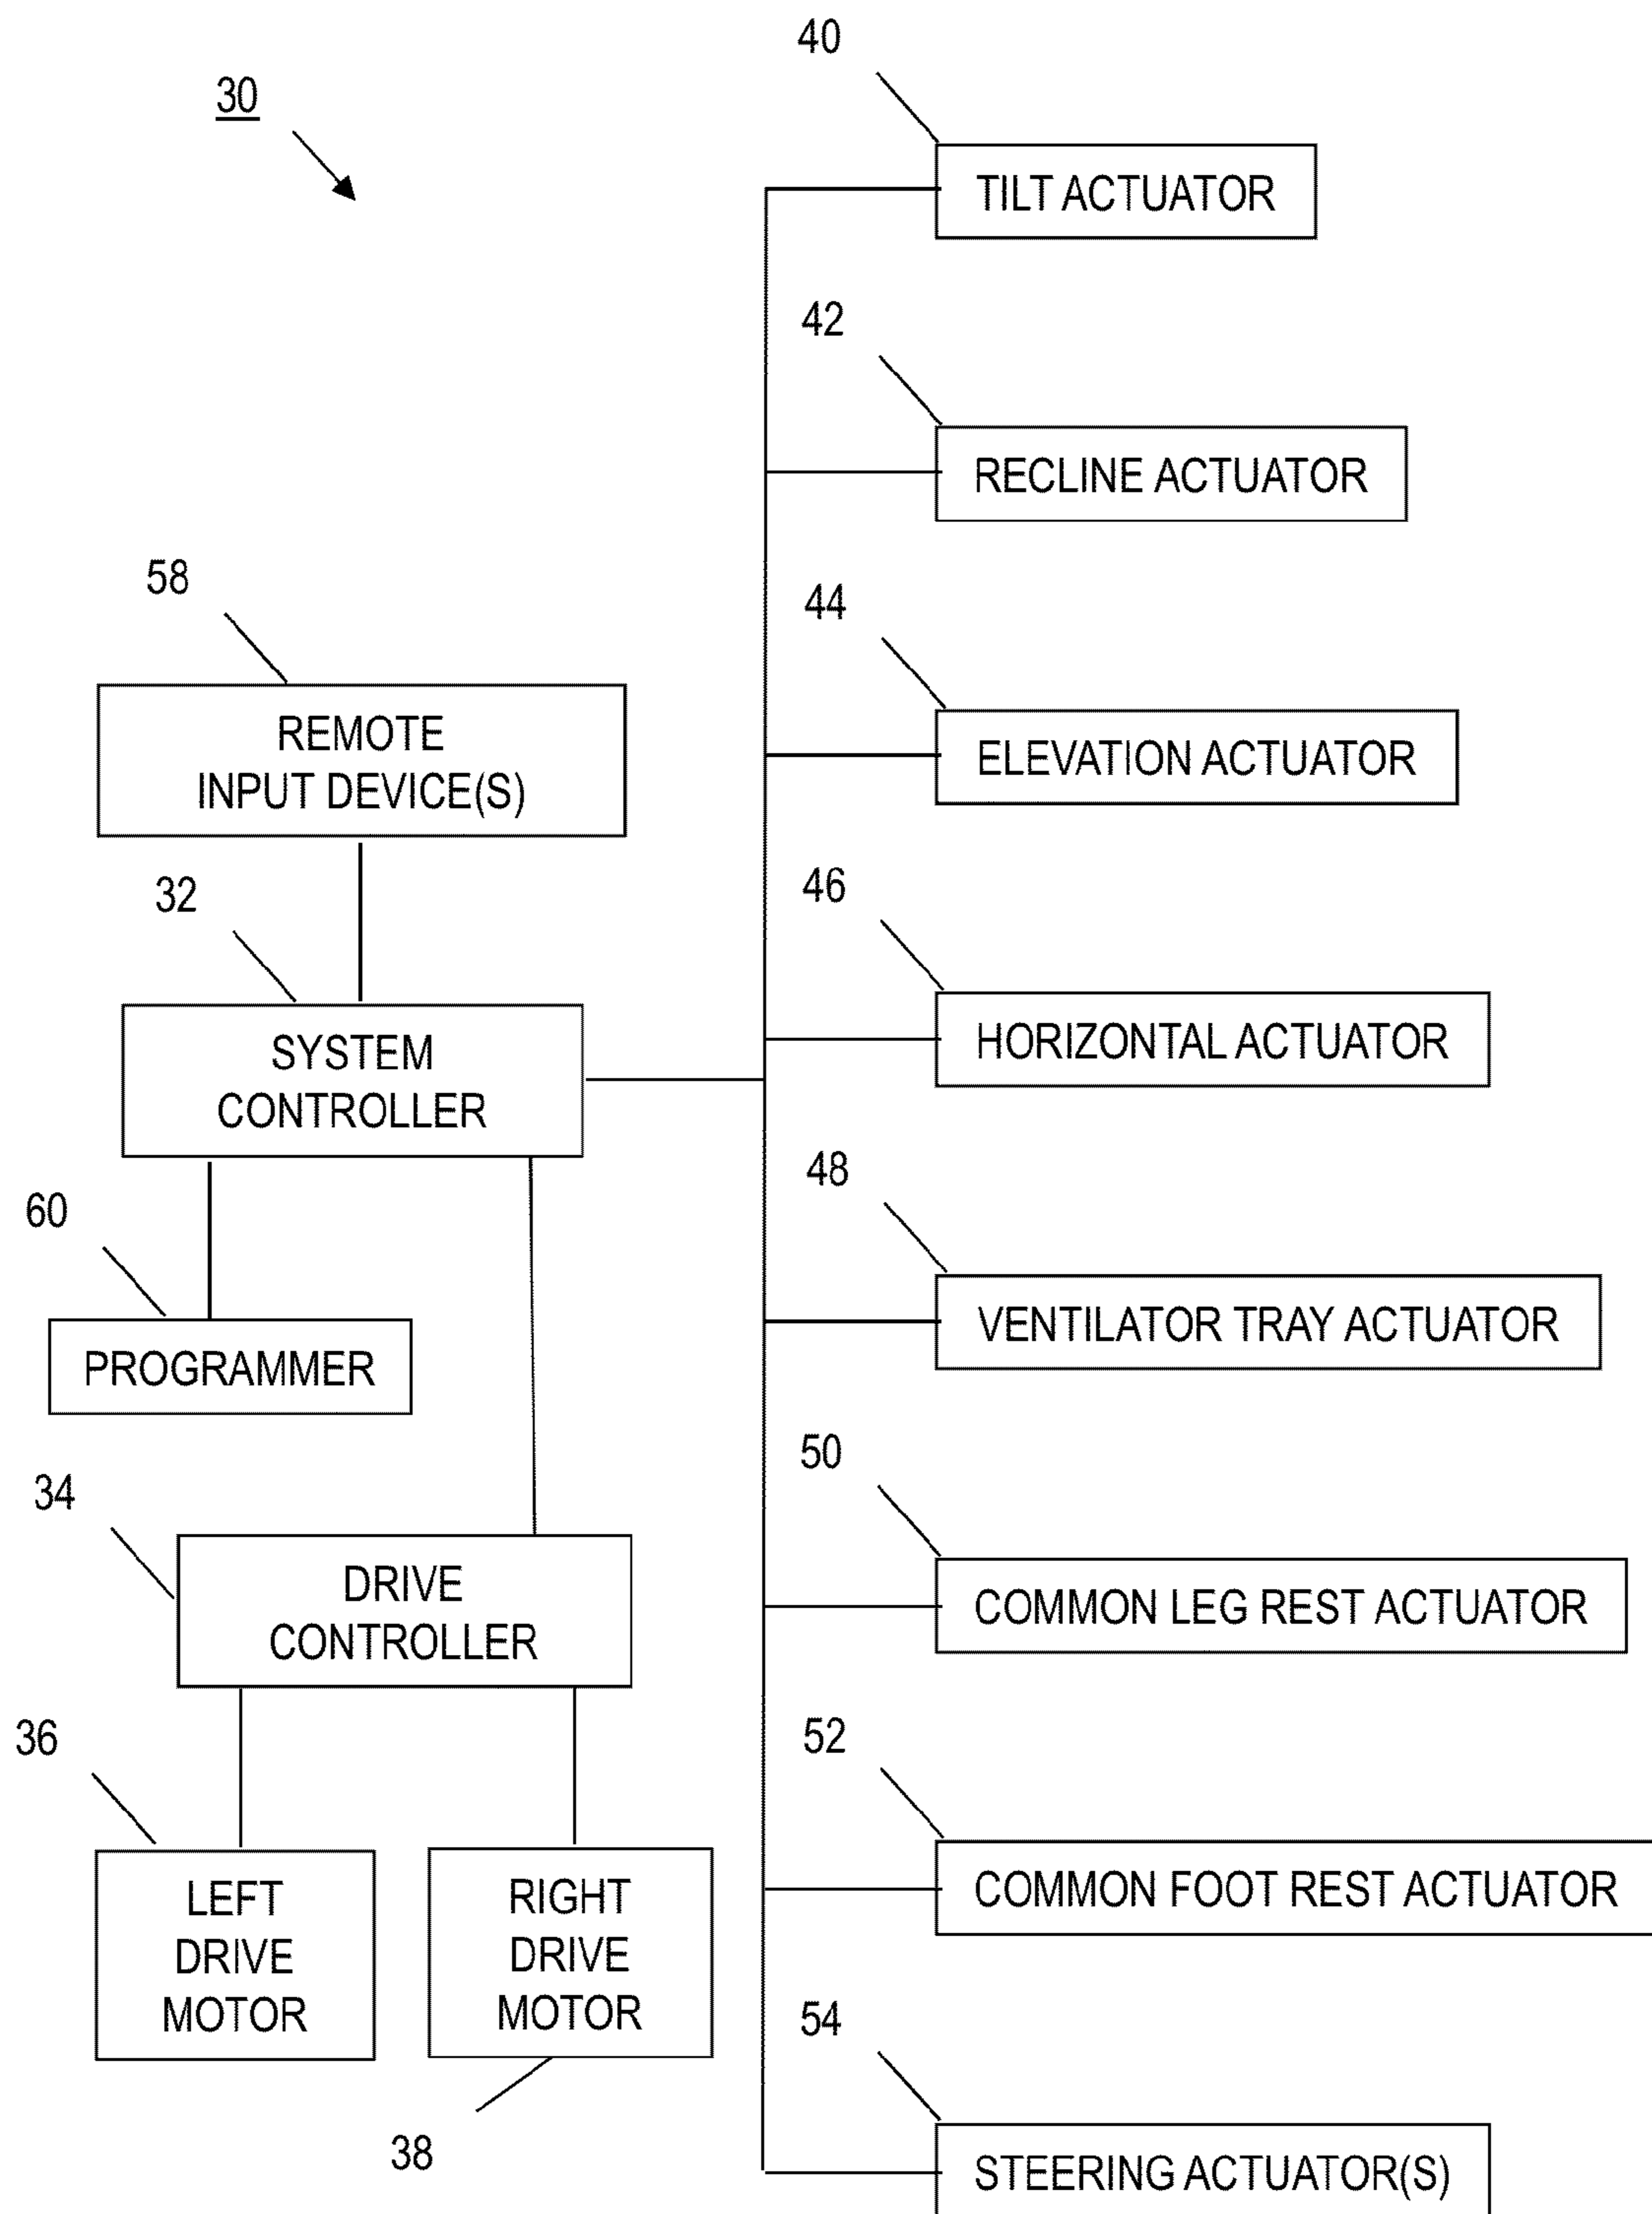 30
40
TILT ACTUATOR
42
RECLINE ACTUATOR
58
44
REMOTE
INPUT DEVICE(S)
ELEVATION ACTUATOR
32
46
SYSTEM
CONTROLLER
HORIZONTAL ACTUATOR
60
48
PROGRAMMER
VENTILATOR TRAY ACTUATOR
34
50
DRIVE
CONTROLLER
COMMON LEG REST ACTUATOR
36
52
LEFT
DRIVE
MOTOR
RIGHT
DRIVE
MOTOR
COMMON FOOT REST ACTUATOR
38
54
STEERING ACTUATOR(S)